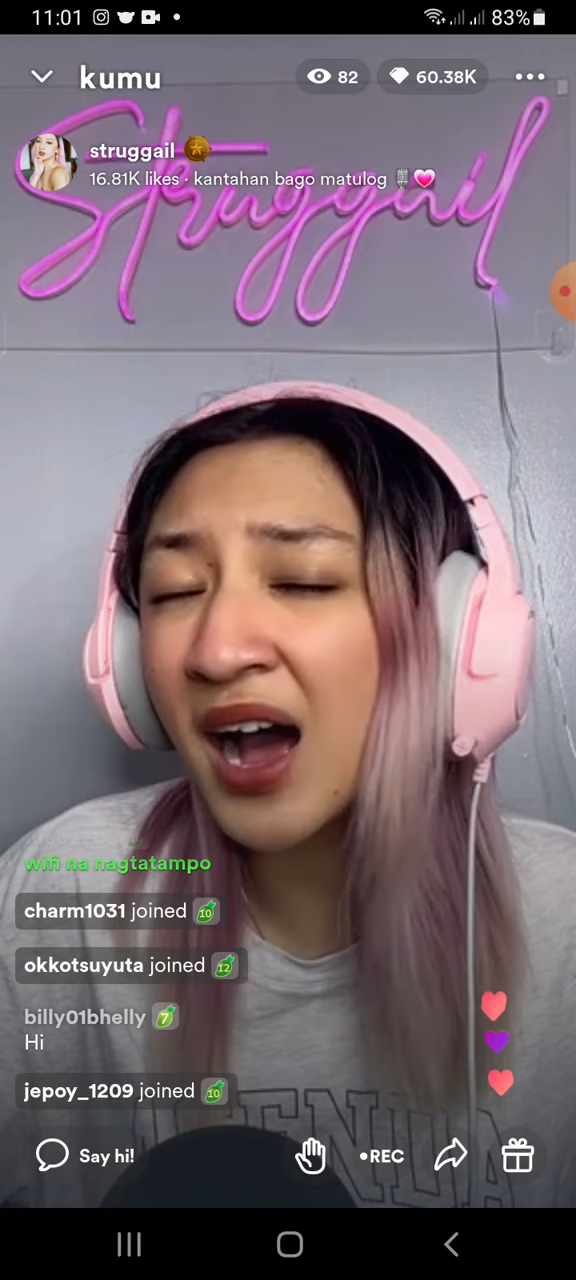 11:01
83%
kumu
82
60.38K
struggail
16.81K likes · kantahan bago matulog
Struggail
wifi na nagtatampo
charm1031 joined 10
okkotsuyuta joined 12
billy01bhelly 7
Hi
jepoy_1209 joined 10
Say hi!
•REC